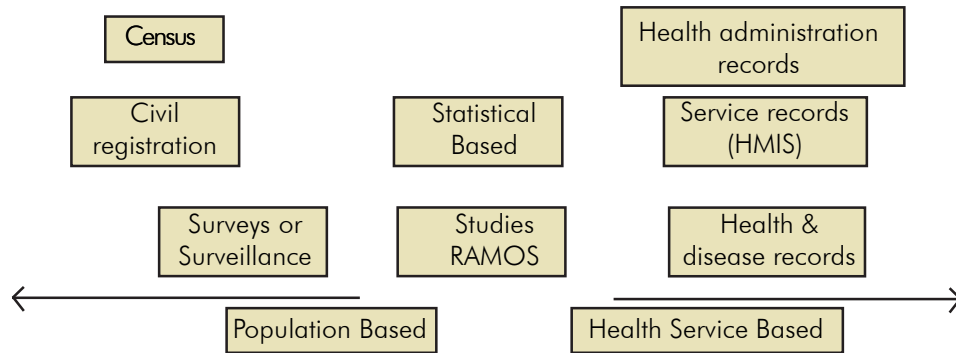 Census
Health administration
records
Civil
registration
Statistical
Based
Service records
(HMIS)
Surveys or
Surveillance
Studies
RAMOS
Health &
disease records
Population Based
Health Service Based